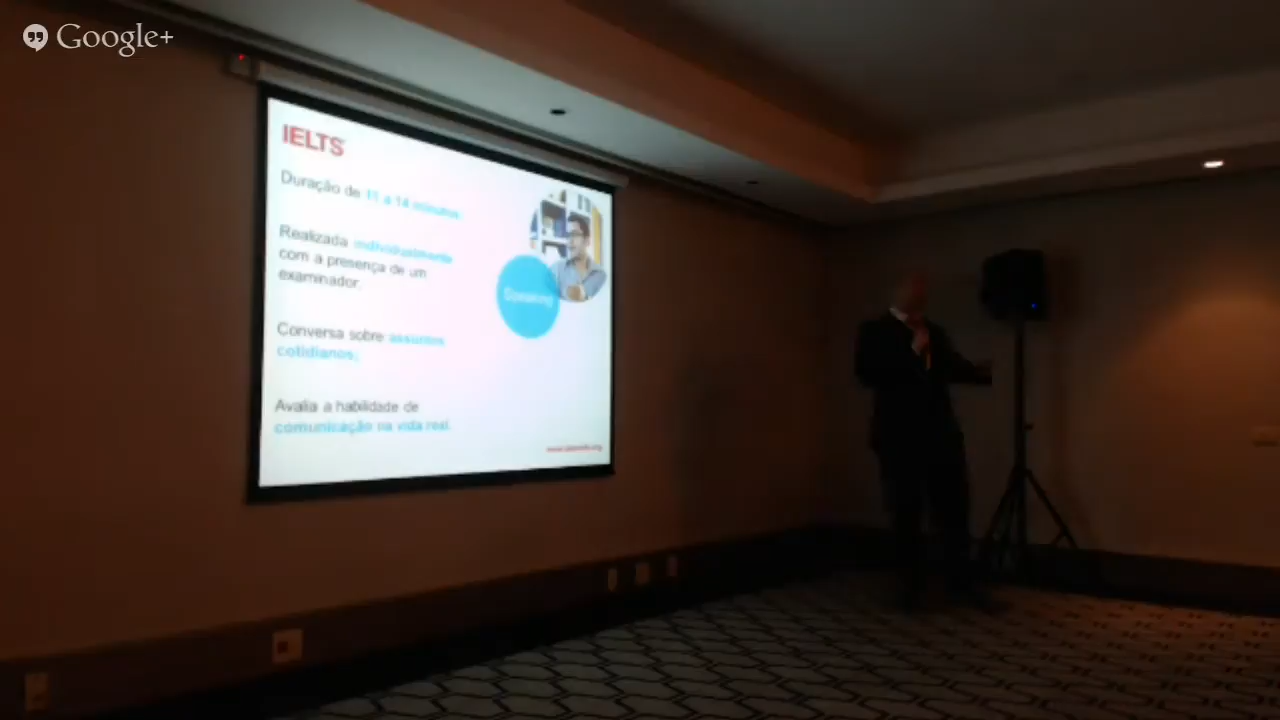 Google+
IELTS
Duração de 11 a 14 minutos.
Realizada individualmente
com a presença de um
examinador.
Speaking
Conversa sobre assuntos
cotidianos;
Avalia a habilidade de
comunicação na vida real.